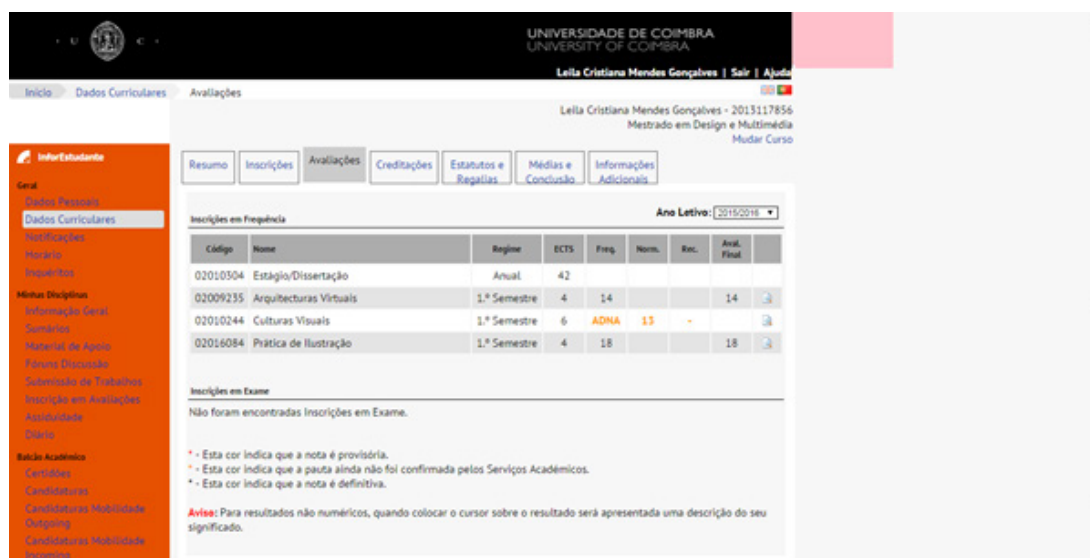 · U C ·
UNIVERSIDADE DE COIMBRA
UNIVERSITY OF COIMBRA
Leila Cristiana Mendes Gonçalves | Sair | Ajuda
Início Dados Curriculares Avaliações
Leila Cristiana Mendes Gonçalves - 2013117856
Mestrado em Design e Multimédia
Mudar Curso
InforEstudante
Geral
Dados Pessoais
Dados Curriculares
Notificações
Horário
Inquéritos
Minhas Disciplinas
Informação Geral
Sumários
Material de Apoio
Fóruns Discussão
Submissão de Trabalhos
Inscrição em Avaliações
Assiduidade
Diário
Balcão Académico
Certidões
Candidaturas
Candidaturas Mobilidade
Outgoing
Candidaturas Mobilidade
Incoming
Resumo Inscrições Avaliações Creditações Estatutos e Regalias Médias e Conclusão Informações Adicionais
Ano Letivo: 2015/2016
Inscrições em Frequência
Código Nome Regime ECTS Freq. Norm. Rec. Aval. Final
02010304 Estágio/Dissertação Anual 42
02009235 Arquitecturas Virtuais 1.º Semestre 4 14 14
02010244 Culturas Visuais 1.º Semestre 6 ADNA 13 -
02016084 Prática de Ilustração 1.º Semestre 4 18 18
Inscrições em Exame
Não foram encontradas Inscrições em Exame.
* - Esta cor indica que a nota é provisória.
* - Esta cor indica que a pauta ainda não foi confirmada pelos Serviços Académicos.
* - Esta cor indica que a nota é definitiva.
Aviso: Para resultados não numéricos, quando colocar o cursor sobre o resultado será apresentada uma descrição do seu
significado.